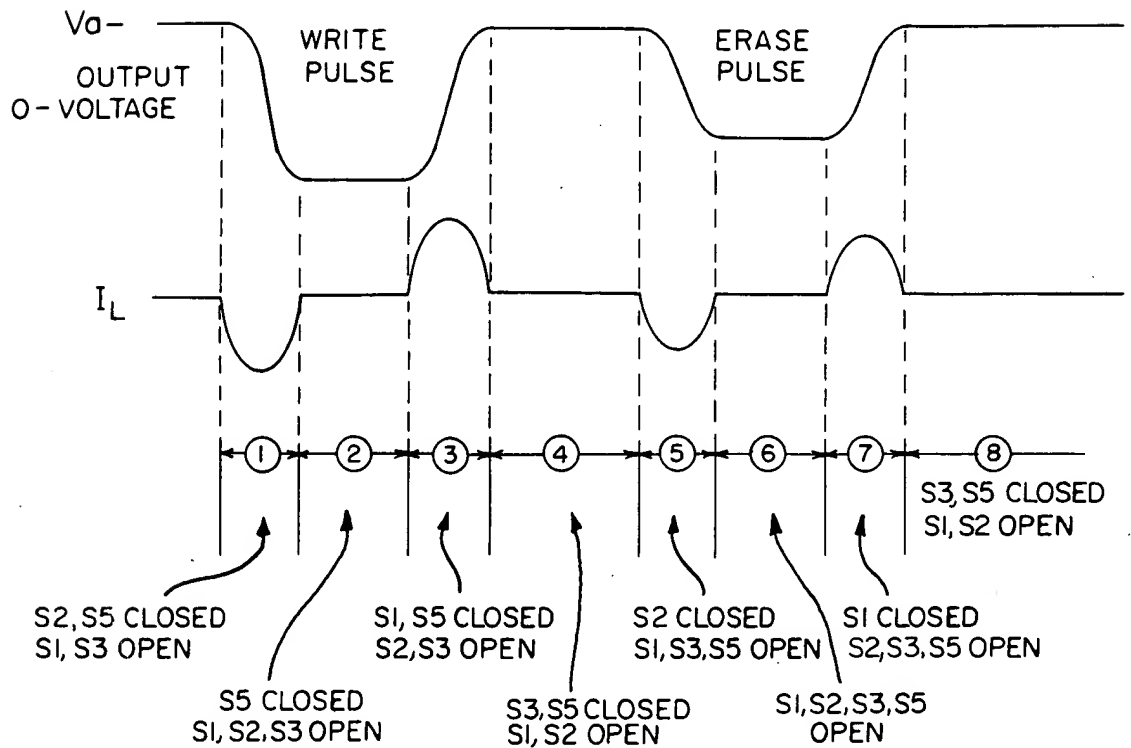 Va-
WRITE
PULSE
ERASE
PULSE
OUTPUT
0-VOLTAGE
IL
1
2
3
4
5
6
7
8
S3,S5 CLOSED
S1,S2 OPEN
S2,S5 CLOSED
S1,S3 OPEN
S1,S5 CLOSED
S2,S3 OPEN
S2 CLOSED
S1,S3,S5 OPEN
S1 CLOSED
S2,S3,S5 OPEN
S5 CLOSED
S1,S2,S3 OPEN
S3,S5 CLOSED
S1,S2 OPEN
S1,S2,S3,S5
OPEN